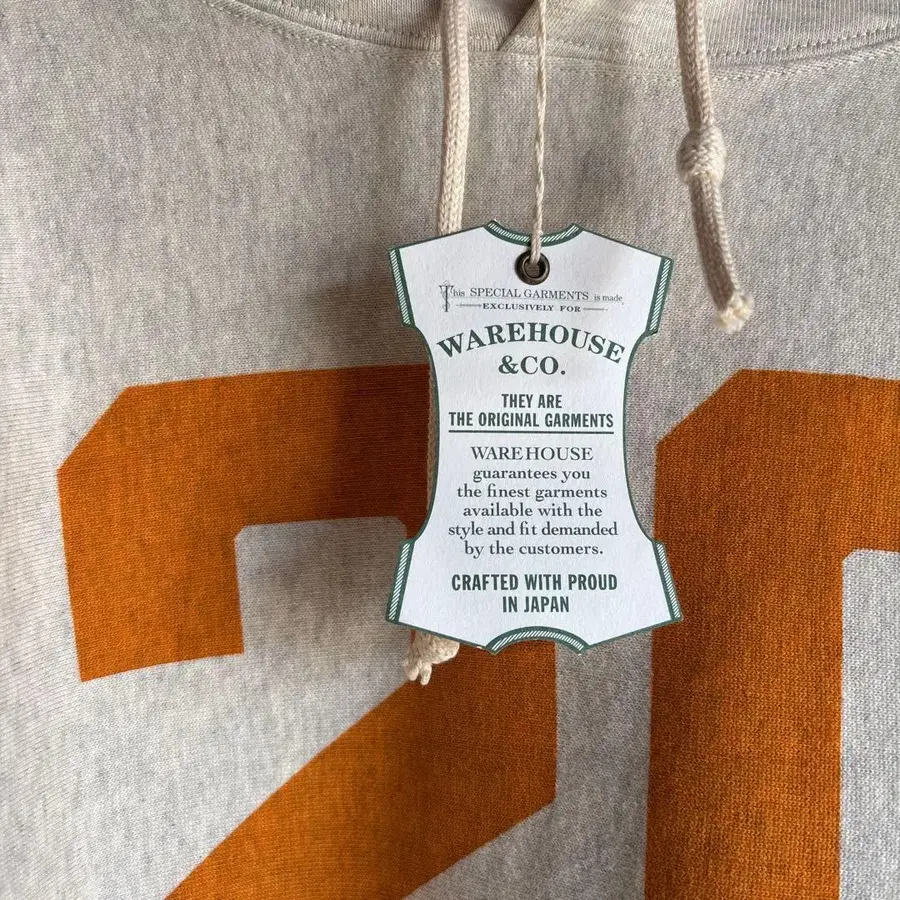 This SPECIAL GARMENTS is made
EXCLUSIVELY FOR
WAREHOUSE
&CO.
THEY ARE
THE ORIGINAL GARMENTS
WAREHOUSE
guarantees you
the finest garments
available with the
style and fit demanded
by the customers.
CRAFTED WITH PROUD
IN JAPAN